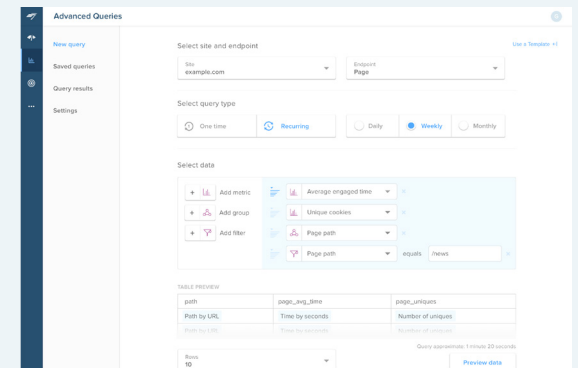 Advanced Queries
New query
Saved queries
Query results
Settings
Select site and endpoint
Use a Template
Site
example.com
Endpoint
Page
Select query type
One time
Recurring
Daily
Weekly
Monthly
Select data
+ Add metric
+ Add group
+ Add filter
Average engaged time
Unique cookies
Page path
Page path equals /news
TABLE PREVIEW
path page_avg_time page_uniques
Path by URL Time by seconds Number of uniques
Path by URL Time by seconds Number of uniques
Query approximate: 1 minute 20 seconds
Rows
10
Preview data